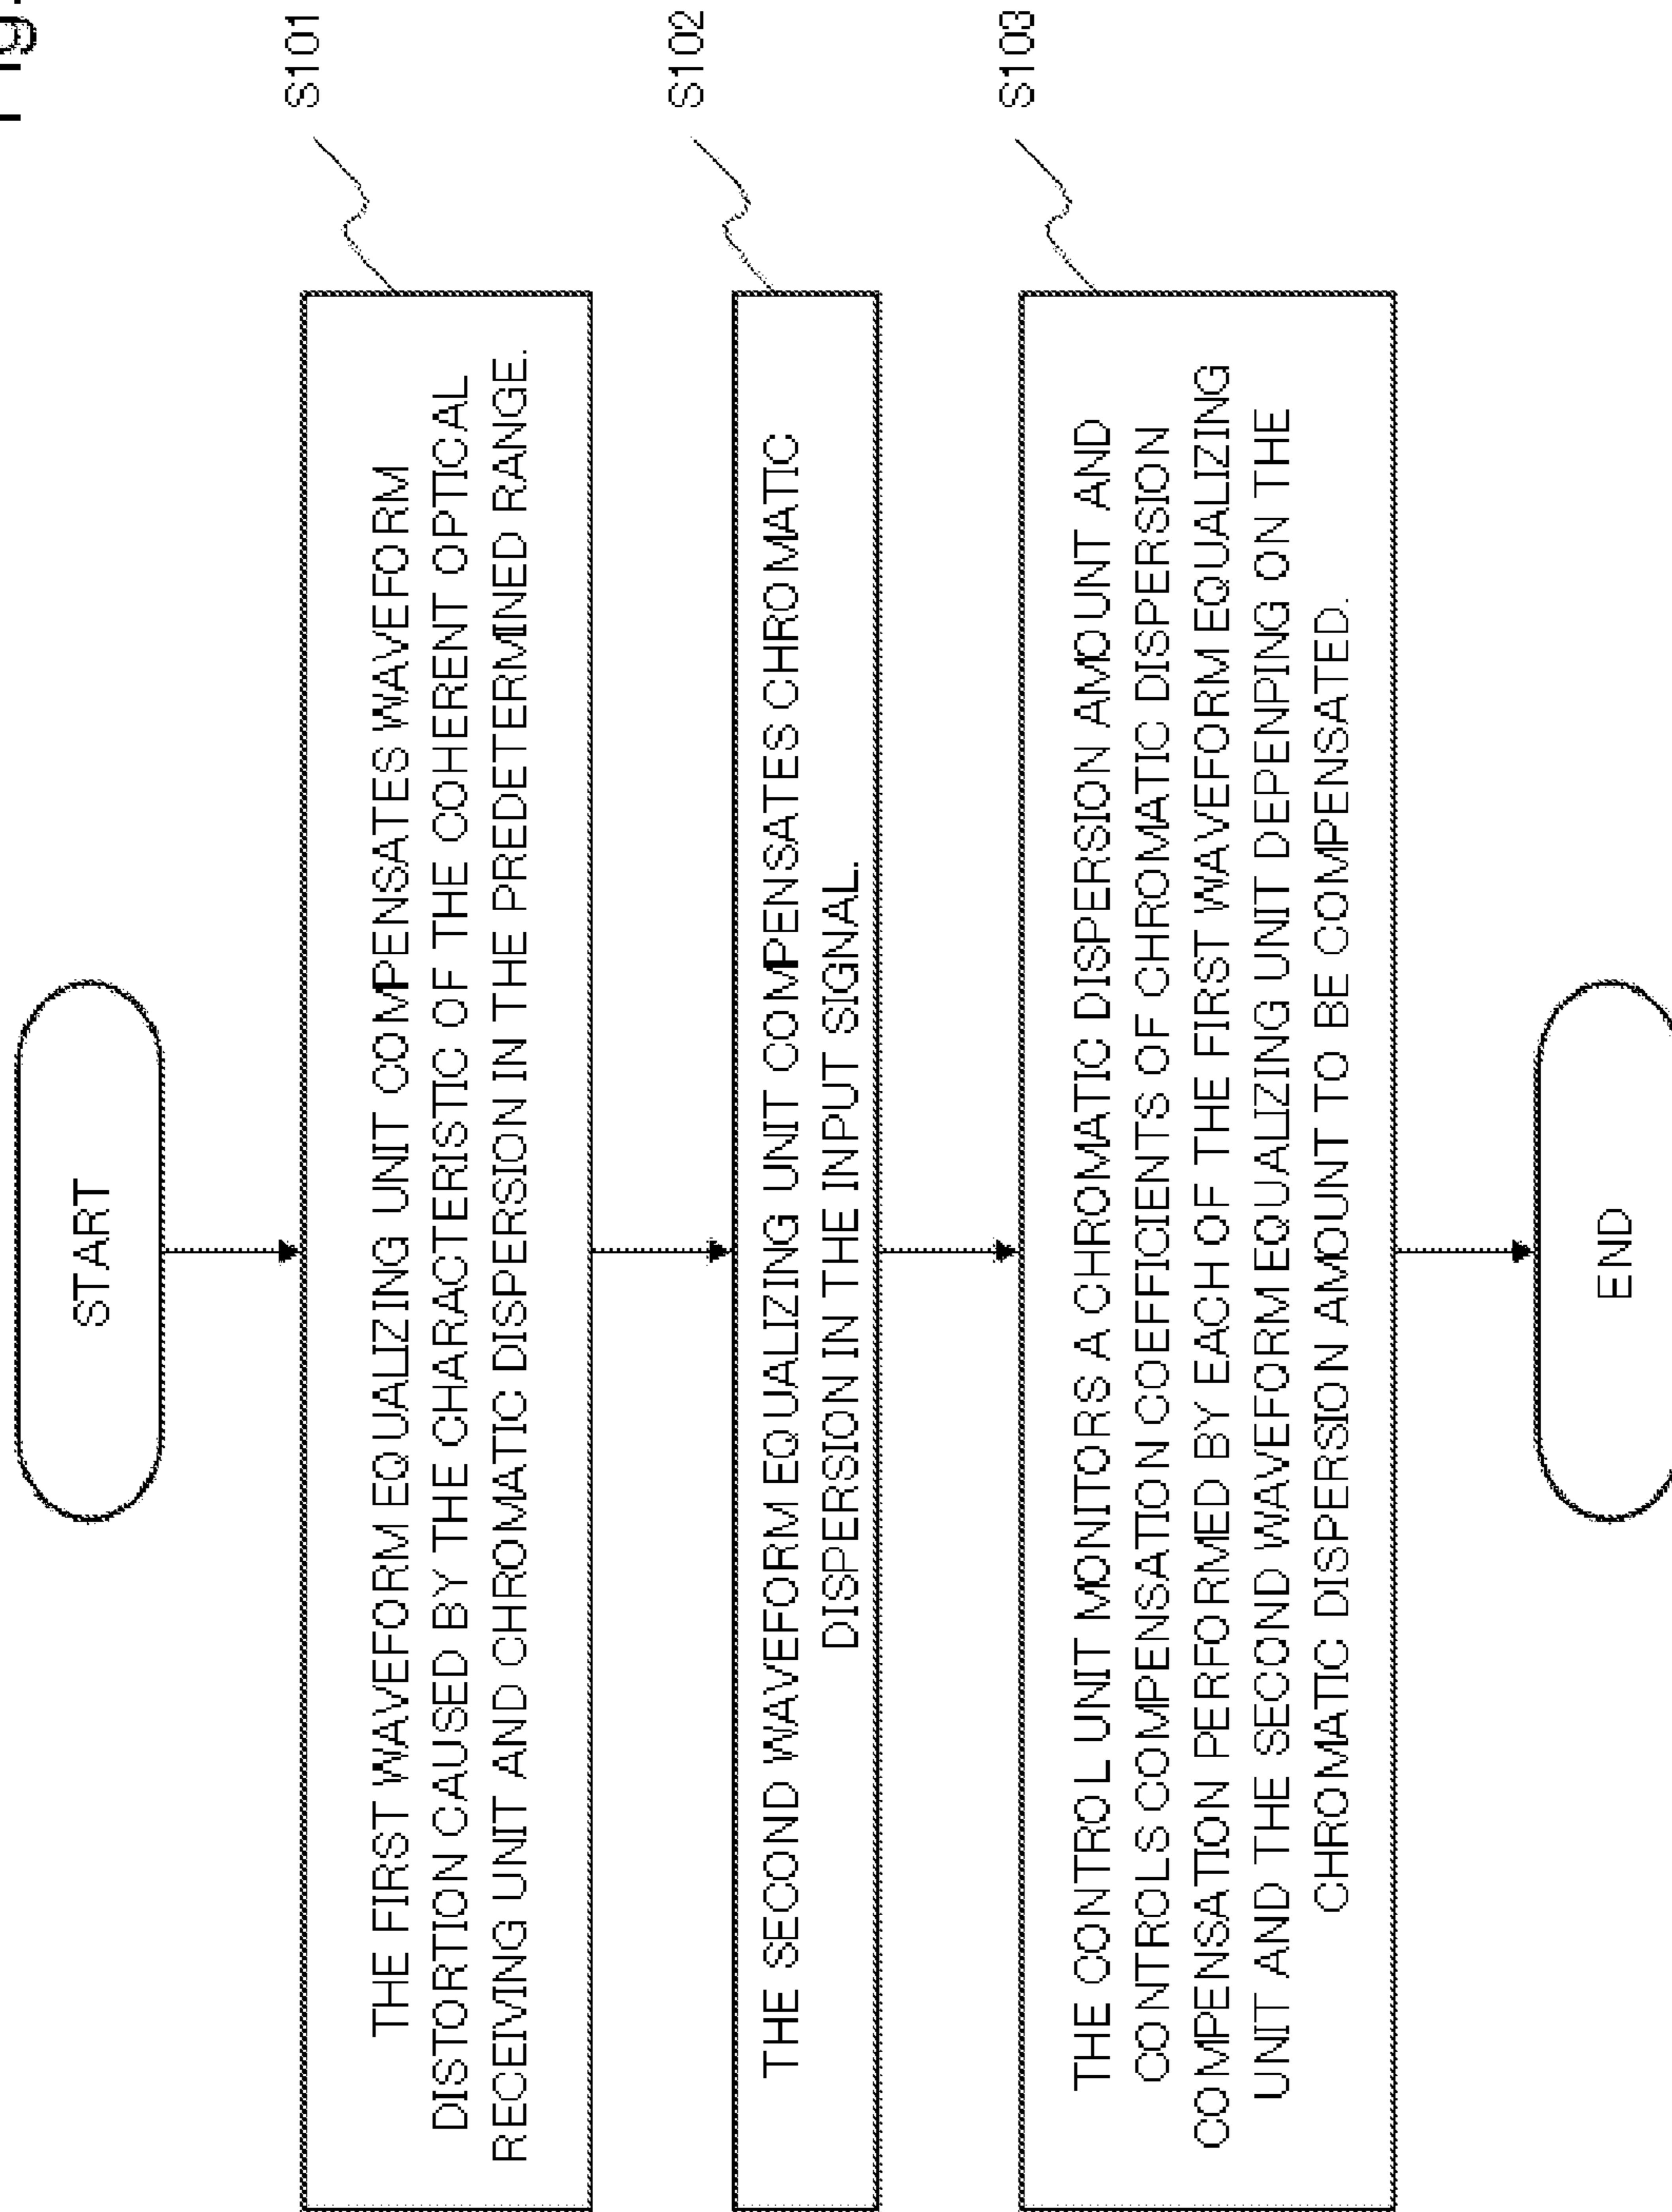 Fig.
START
S101
THE FIRST WAVEFORM EQUALIZING UNIT COMPENSATES WAVEFORM
DISTORTION CAUSED BY THE CHARACTERISTIC OF THE COHERENT OPTICAL
RECEIVING UNIT AND CHROMATIC DISPERSION IN THE PREDETERMINED RANGE.
S102
THE SECOND WAVEFORM EQUALIZING UNIT COMPENSATES CHROMATIC
DISPERSION IN THE INPUT SIGNAL.
S103
THE CONTROL UNIT MONITORS A CHROMATIC DISPERSION AMOUNT AND
CONTROLS COMPENSATION COEFFICIENTS OF CHROMATIC DISPERSION
COMPENSATION PERFORMED BY EACH OF THE FIRST WAVEFORM EQUALIZING
UNIT AND THE SECOND WAVEFORM EQUALIZING UNIT DEPENPING ON THE
CHROMATIC DISPERSION AMOUNT TO BE COMPENSATED.
END